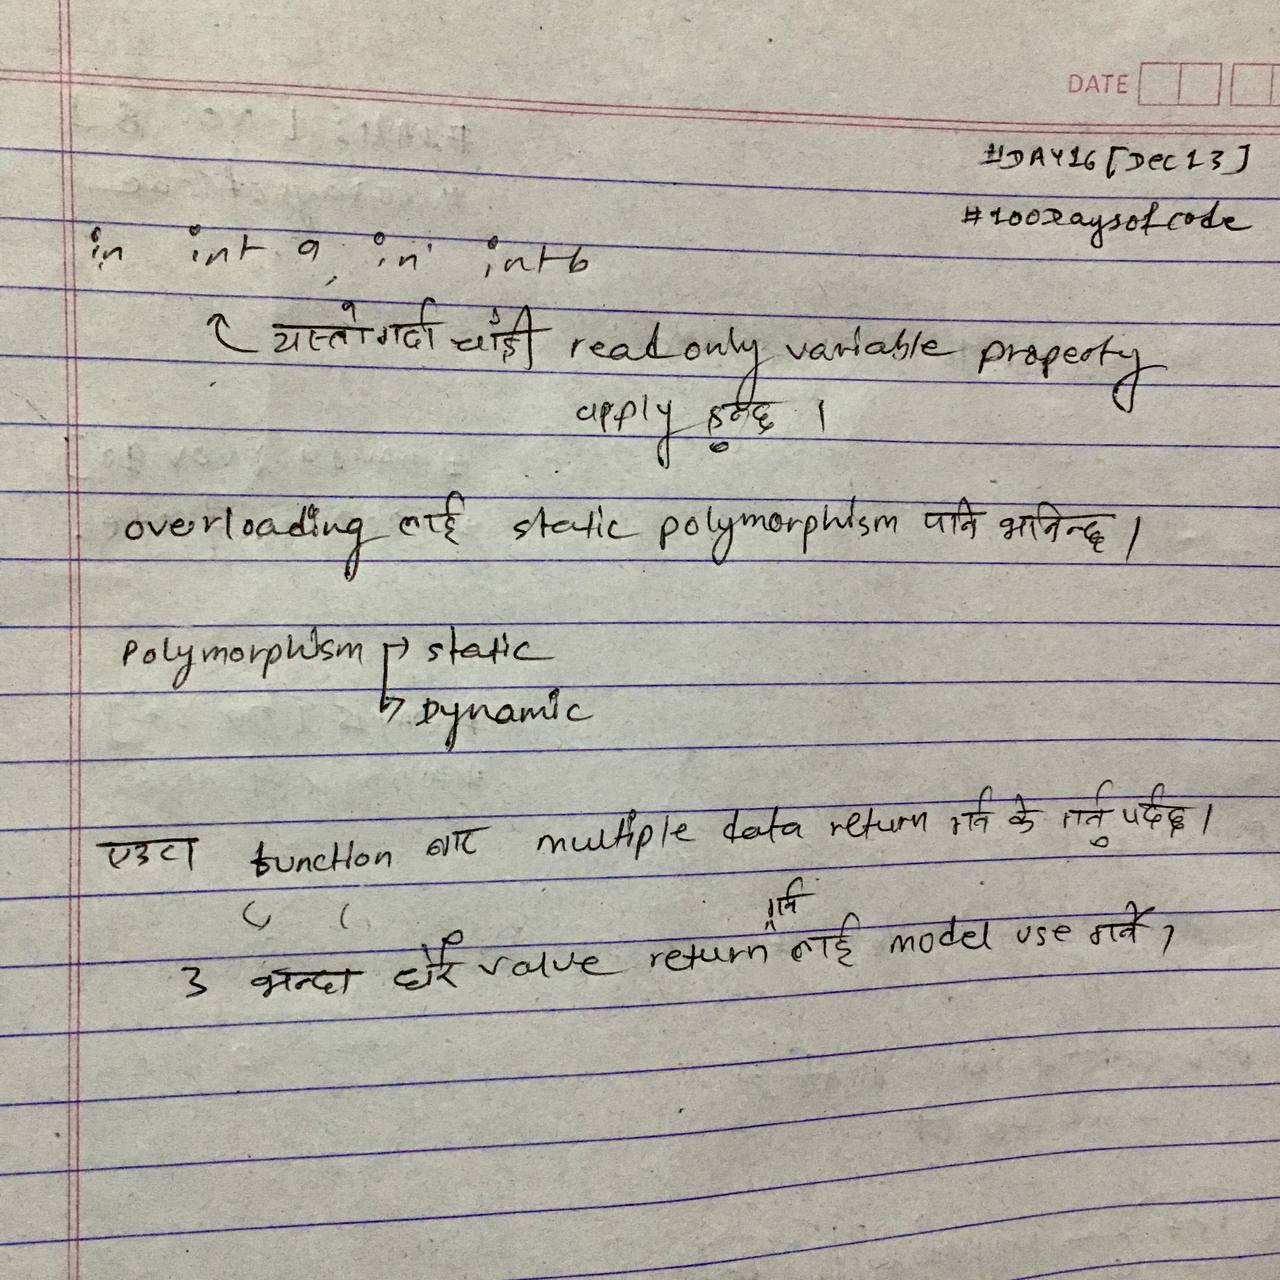 DATE
#DAY16 [Dec 13]
#100Daysofcode
in int a, in int b
यस्तो गर्दा चाँही read only variable property
apply हुनेछ ।
overloading लाई static polymorphism पनि भनिन्छ ।
Polymorphism → static
→ Dynamic
एउटा function बाट multiple data return गर्न के गर्नु पर्दछ ।
3 भन्दा धेरै value return गर्न लाई model use गर्ने ,